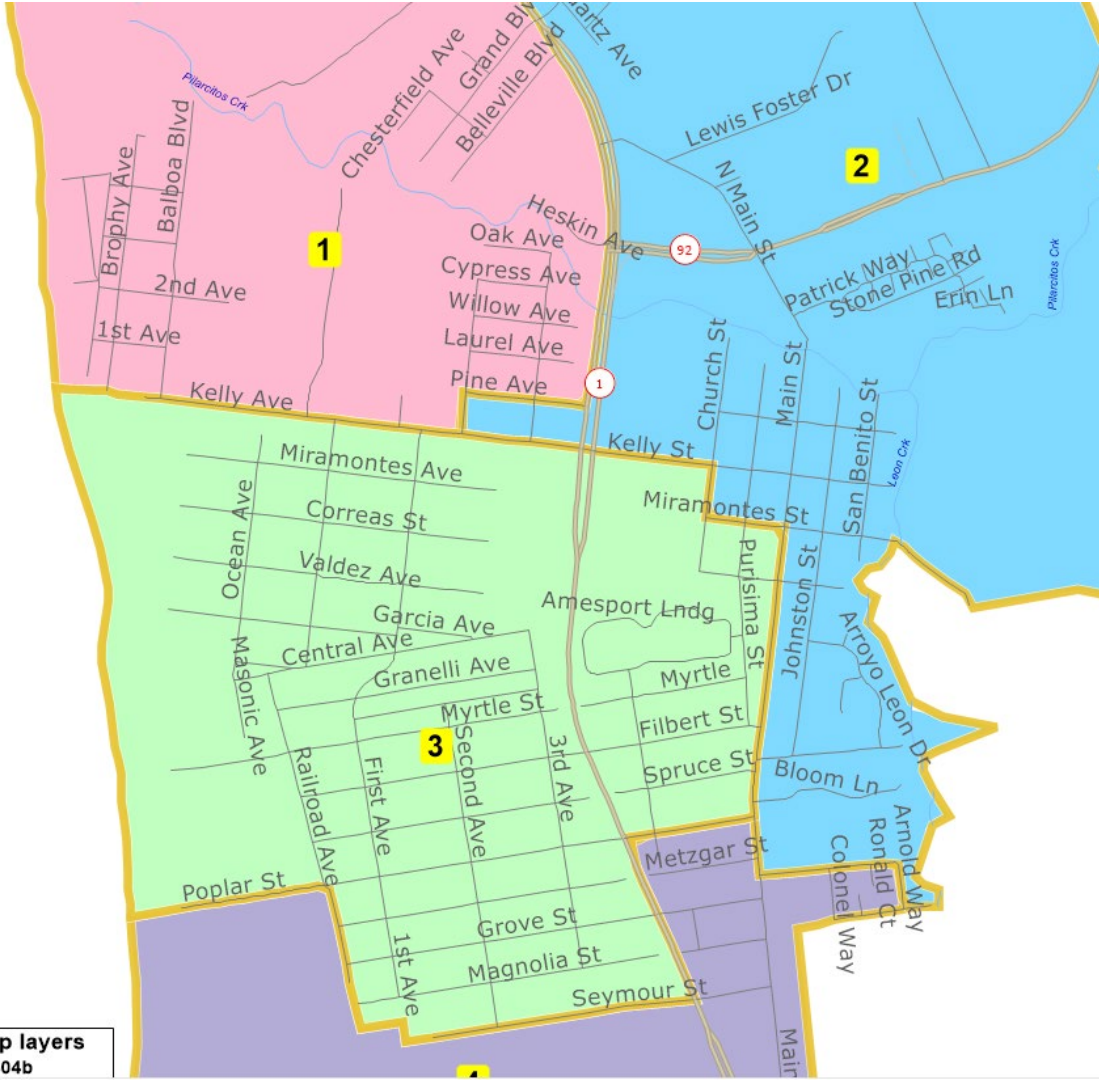 Grand Blv
uartz Ave
Chesterfield Ave
Belleville Blvd
Pilarcitos Crk
Lewis Foster Dr
Balboa Blvd
Brophy Ave
2
N Main St
Heskin Ave
Oak Ave
1
92
Cypress Ave
Patrick Way
Stone Pine Rd
Erin Ln
Pilarcitos Crk
2nd Ave
Willow Ave
1st Ave
Laurel Ave
Church St
Main St
Pine Ave
1
Kelly Ave
San Benito St
Kelly St
Leon Crk
Miramontes Ave
Miramontes St
Correas St
Ocean Ave
Valdez Ave
Purisima St
Johnston St
Amesport Lndg
Garcia Ave
Central Ave
Arroyo Leon Dr
Masonic Ave
Granelli Ave
Myrtle
Myrtle St
Filbert St
3
Second Ave
3rd Ave
Railroad Ave
First Ave
Spruce St
Bloom Ln
Arnold Way
Ronald Ct
Colonel Way
Metzgar St
Poplar St
Grove St
1st Ave
Magnolia St
Seymour St
Main
p layers
04b
4